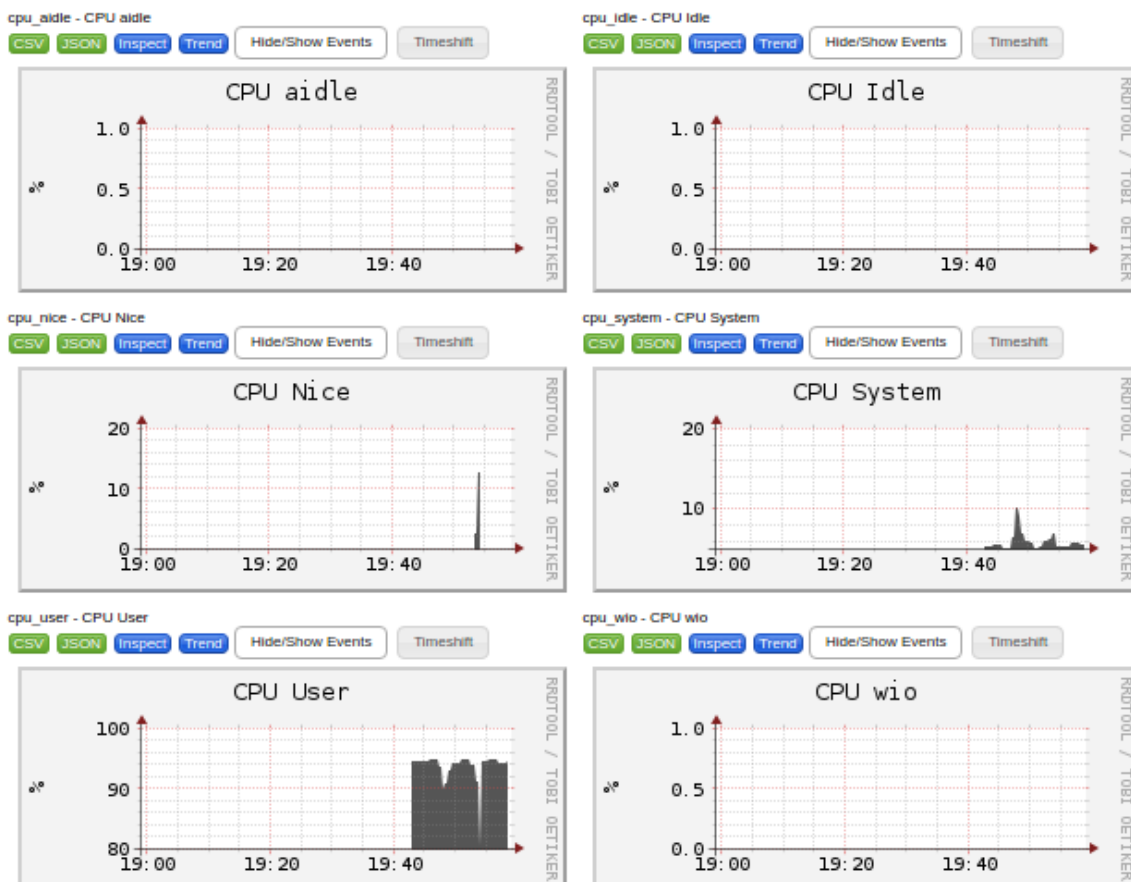 cpu_aidle - CPU aidle
CSV JSON Inspect Trend Hide/Show Events Timeshift
CPU aidle
1.0
0.5
0.0
%
19:00 19:20 19:40
RRDTOOL / TOBI OETIKER
cpu_idle - CPU Idle
CSV JSON Inspect Trend Hide/Show Events Timeshift
CPU Idle
1.0
0.5
0.0
%
19:00 19:20 19:40
RRDTOOL / TOBI OETIKER
cpu_nice - CPU Nice
CSV JSON Inspect Trend Hide/Show Events Timeshift
CPU Nice
20
10
0
%
19:00 19:20 19:40
RRDTOOL / TOBI OETIKER
cpu_system - CPU System
CSV JSON Inspect Trend Hide/Show Events Timeshift
CPU System
20
10
%
19:00 19:20 19:40
RRDTOOL / TOBI OETIKER
cpu_user - CPU User
CSV JSON Inspect Trend Hide/Show Events Timeshift
CPU User
100
90
80
%
19:00 19:20 19:40
RRDTOOL / TOBI OETIKER
cpu_wio - CPU wio
CSV JSON Inspect Trend Hide/Show Events Timeshift
CPU wio
1.0
0.5
0.0
%
19:00 19:20 19:40
RRDTOOL / TOBI OETIKER